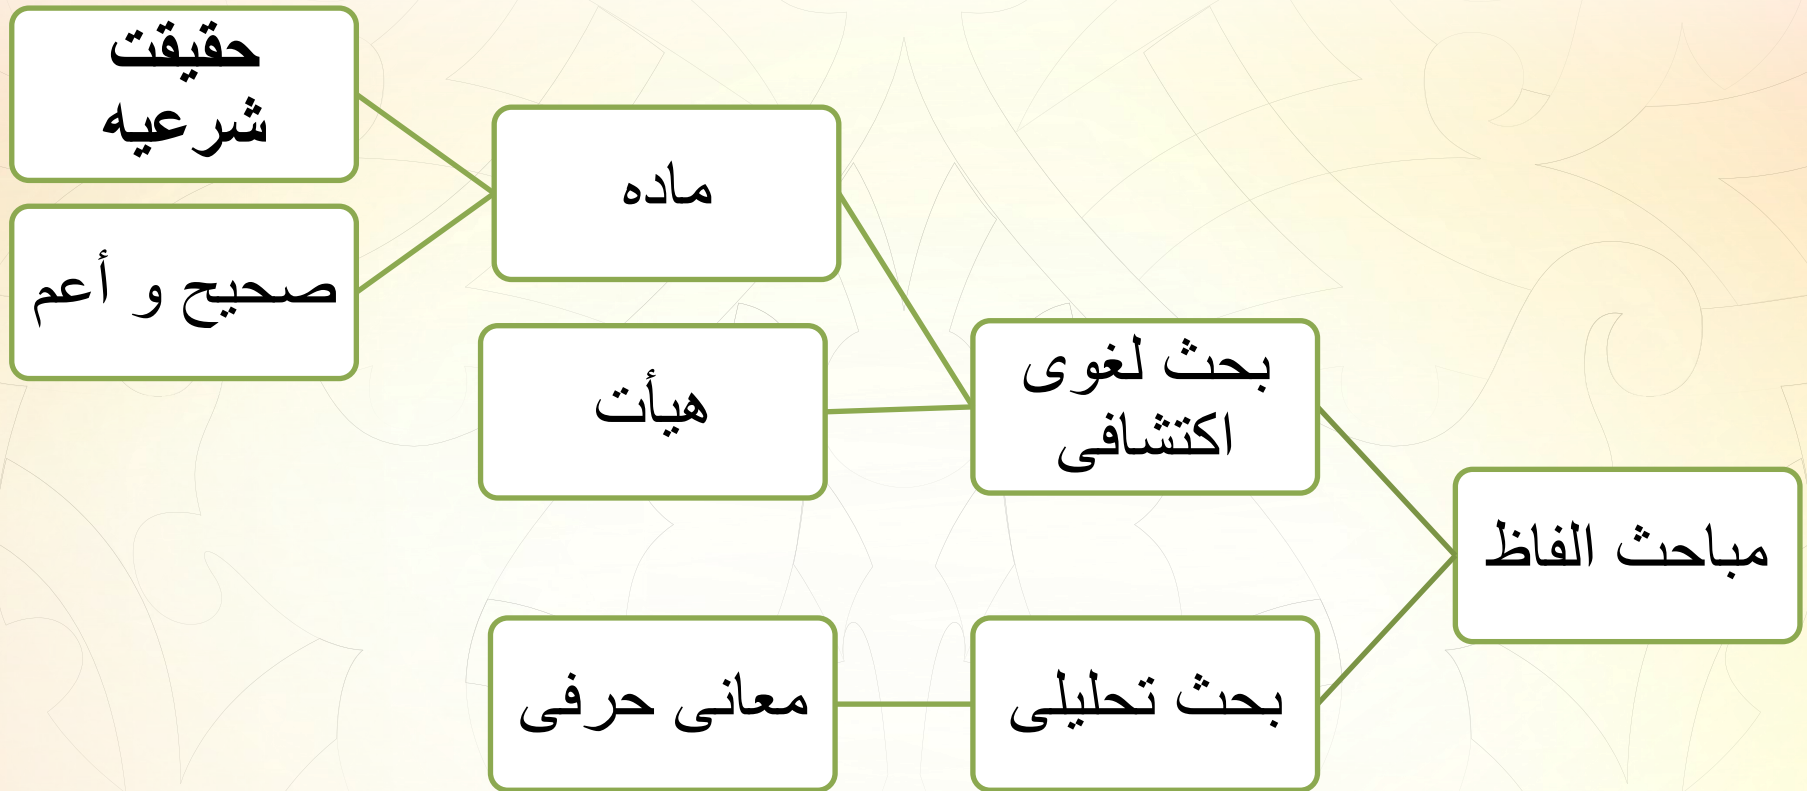 مباحث الفاظ
بحث لغوی
اکتشافی
ماده
حقیقت
شرعیه
صحیح و أعم
هیأت
بحث تحلیلی
معانی حرفی